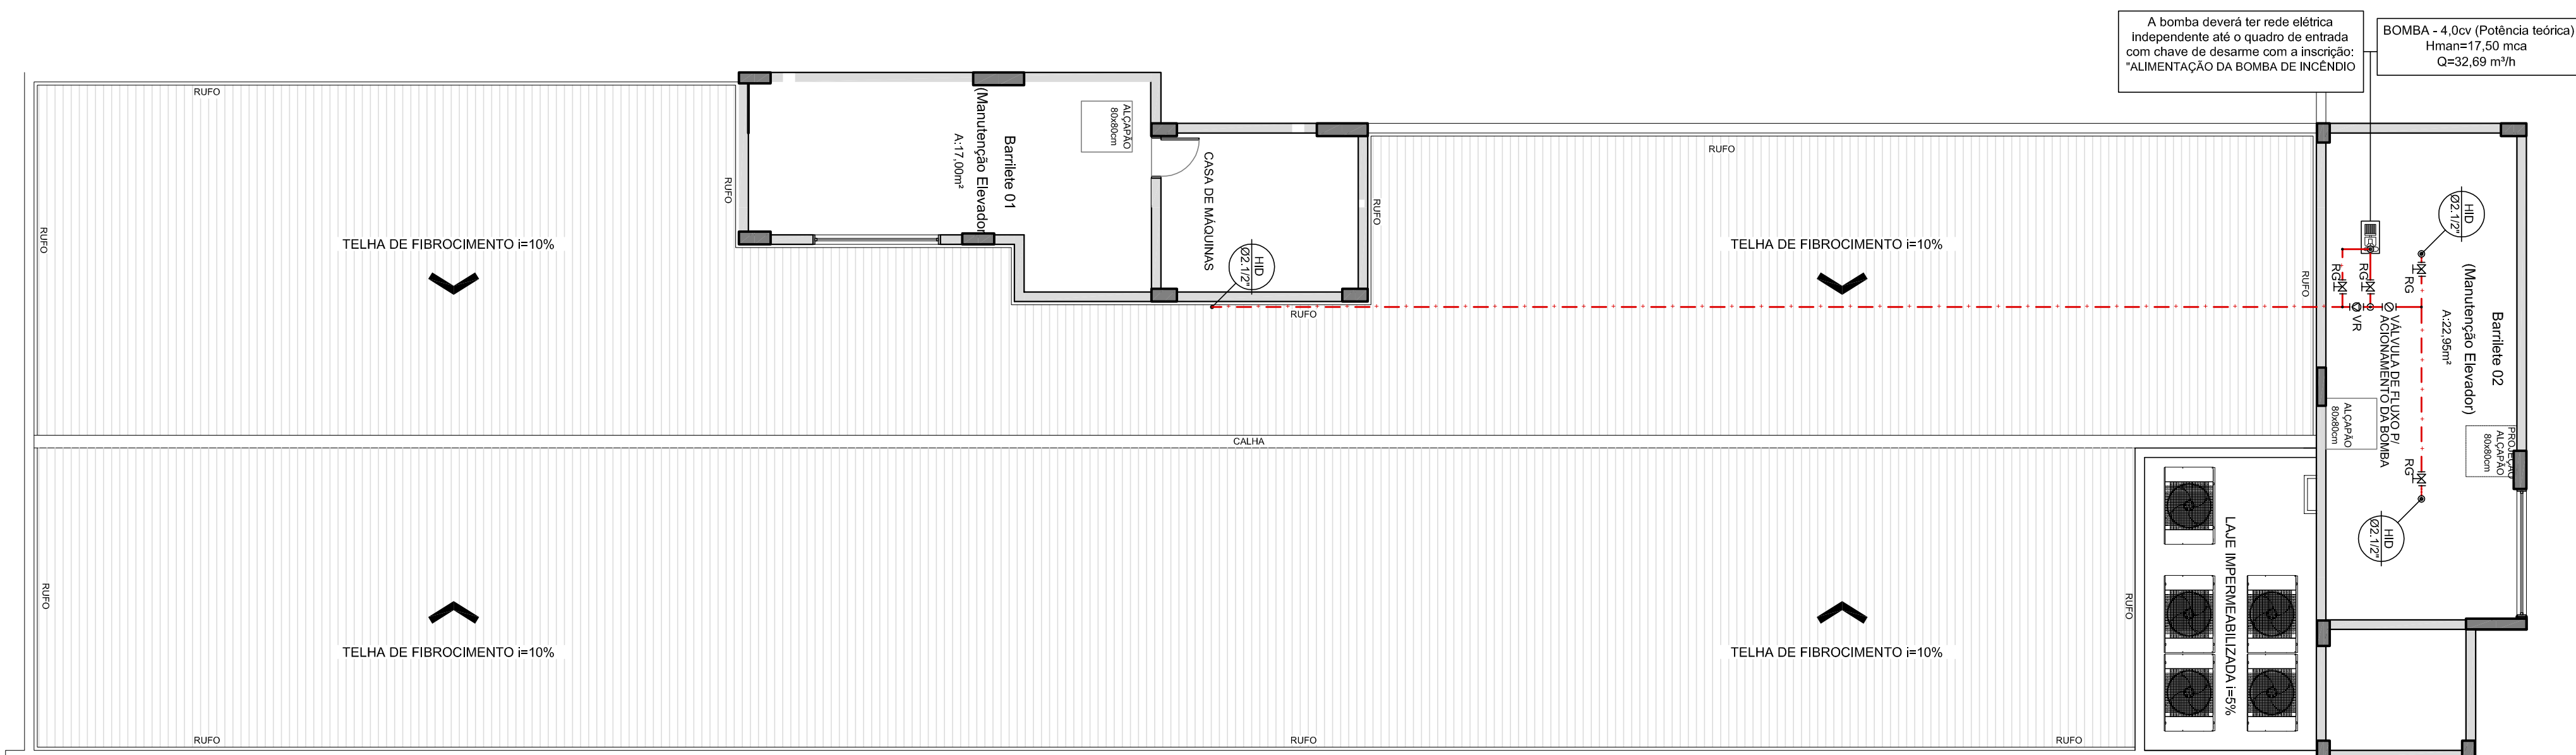 A bomba deverá ter rede elétrica
independente até o quadro de entrada
com chave de desarme com a inscrição:
"ALIMENTAÇÃO DA BOMBA DE INCÊNDIO
BOMBA - 4,0cv (Potência teórica)
Hman=17,50 mca
Q=32,69 m³/h
RUFO
RUFO
RUFO
TELHA DE FIBROCIMENTO i=10%
Barrilete 01
(Manutenção Elevador
A:17,00m²
ALÇAPÃO
80x80cm
CASA DE MÁQUINAS
HID
Ø2.1/2"
RUFO
RUFO
RUFO
TELHA DE FIBROCIMENTO i=10%
RUFO
HID
Ø2.1/2"
RG
RG
RG
VR
VÁLVULA DE FLUXO P/
ACIONAMENTO DA BOMBA
Barrilete 02
(Manutenção Elevador)
A:22,95m²
ALÇAPÃO
80x80cm
PROJEÇÃO
ALÇAPÃO
80x80cm
RG
HID
Ø2.1/2"
CALHA
RUFO
TELHA DE FIBROCIMENTO i=10%
TELHA DE FIBROCIMENTO i=10%
RUFO
LAJE IMPERMEABILIZADA i=5%
RUFO
RUFO
RUFO